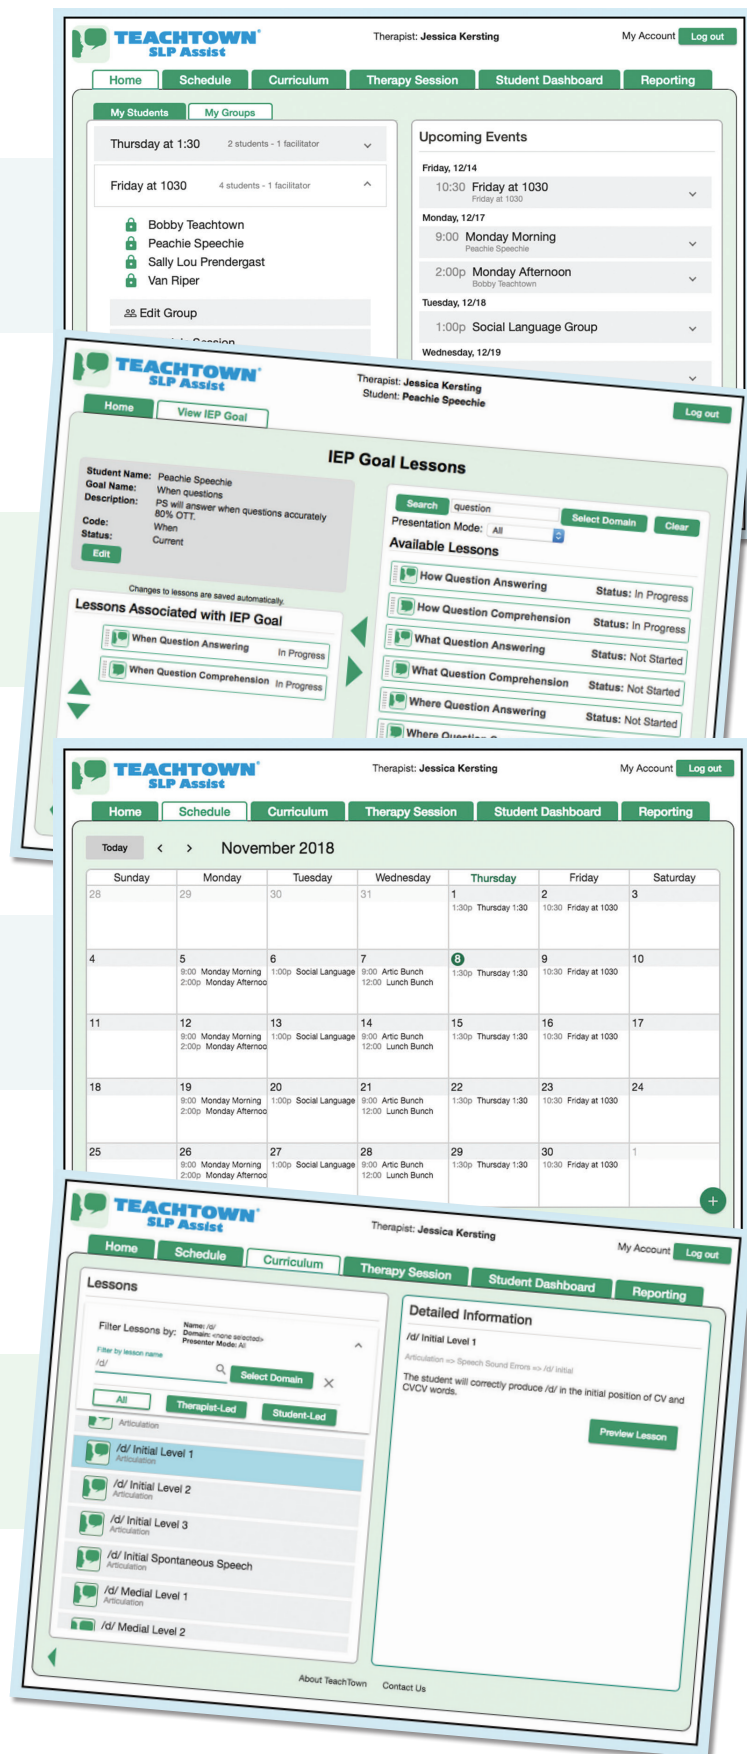 TEACHTOWN®
SLP Assist
Therapist: Jessica Kersting
My Account Log out
Home Schedule Curriculum Therapy Session Student Dashboard Reporting
My Students My Groups
Thursday at 1:30 2 students - 1 facilitator
Friday at 1030 4 students - 1 facilitator
Bobby Teachtown
Peachie Speechie
Sally Lou Prendergast
Van Riper
Edit Group
Session
Upcoming Events
Friday, 12/14
10:30 Friday at 1030
Friday at 1030
Monday, 12/17
9:00 Monday Morning
Peachie Speechie
2:00p Monday Afternoon
Bobby Teachtown
Tuesday, 12/18
1:00p Social Language Group
Wednesday, 12/19
TEACHTOWN®
SLP Assist
Therapist: Jessica Kersting
Student: Peachie Speechie
Log out
Home View IEP Goal
IEP Goal Lessons
Student Name: Peachie Speechie
Goal Name: When questions
Description: PS will answer when questions accurately
80% OTT.
Code: When
Status: Current
Edit
Changes to lessons are saved automatically.
Lessons Associated with IEP Goal
When Question Answering In Progress
When Question Comprehension In Progress
Search question Select Domain Clear
Presentation Mode: All
Available Lessons
How Question Answering Status: In Progress
How Question Comprehension Status: In Progress
What Question Answering Status: Not Started
What Question Comprehension Status: Not Started
Where Question Answering Status: Not Started
Where Question
TEACHTOWN®
SLP Assist
Therapist: Jessica Kersting
My Account Log out
Home Schedule Curriculum Therapy Session Student Dashboard Reporting
Today < > November 2018
Sunday Monday Tuesday Wednesday Thursday Friday Saturday
28 29 30 31 1 2 3
1:30p Thursday 1:30 10:30 Friday at 1030
4 5 6 7 8 9 10
9:00 Monday Morning 1:00p Social Language 9:00 Artic Bunch 1:30p Thursday 1:30 10:30 Friday at 1030
2:00p Monday Afternoo 12:00 Lunch Bunch
11 12 13 14 15 16 17
9:00 Monday Morning 1:00p Social Language 9:00 Artic Bunch 1:30p Thursday 1:30 10:30 Friday at 1030
2:00p Monday Afternoo 12:00 Lunch Bunch
18 19 20 21 22 23 24
9:00 Monday Morning 1:00p Social Language 9:00 Artic Bunch 1:30p Thursday 1:30 10:30 Friday at 1030
2:00p Monday Afternoo 12:00 Lunch Bunch
25 26 27 28 29 30 1
9:00 Monday Morning 1:00p Social Language 9:00 Artic Bunch 1:30p Thursday 1:30 10:30 Friday at 1030
2:00p Monday Afternoo 12:00 Lunch Bunch
+
TEACHTOWN®
SLP Assist
Therapist: Jessica Kersting
My Account Log out
Home Schedule Curriculum Therapy Session Student Dashboard Reporting
Lessons
Filter Lessons by: Name: /d/
Domain: <none selected>
Presenter Mode: All
Filter by lesson name
/d/ Select Domain
All Therapist-Led Student-Led
Articulation
/d/ Initial Level 1
Articulation
/d/ Initial Level 2
Articulation
/d/ Initial Level 3
Articulation
/d/ Initial Spontaneous Speech
Articulation
/d/ Medial Level 1
Articulation
/d/ Medial Level 2
Detailed Information
/d/ Initial Level 1
Articulation => Speech Sound Errors => /d/ Initial
The student will correctly produce /d/ in the initial position of CV and
CVCV words.
Preview Lesson
About TeachTown Contact Us